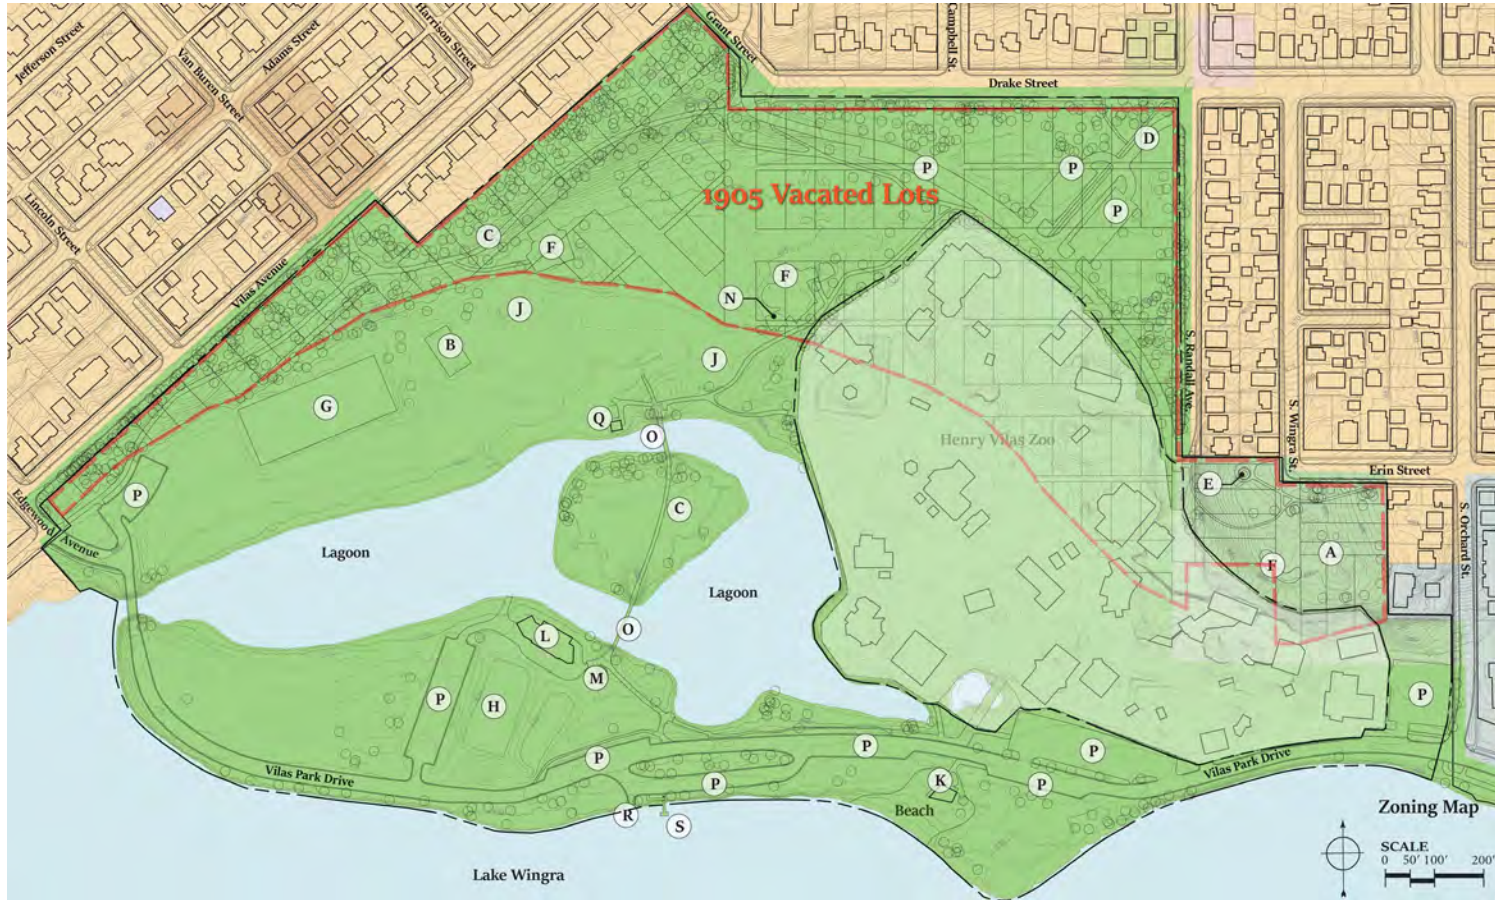 Jefferson Street
Van Buren Street
Adams Street
Harrison Street
Grant Street
Campbell St.
Drake Street
Lincoln Street
Vilas Avenue
D
P
P
1905 Vacated Lots
P
C
F
F
N
J
B
J
S. Randall Ave.
G
Q
O
Henry Vilas Zoo
S. Wingra St.
Erin Street
E
P
Edgewood Avenue
C
S. Orchard St.
Lagoon
A
F
Lagoon
O
L
M
P
H
P
P
P
P
Vilas Park Drive
Vilas Park Drive
P
P
K
Beach
R
S
Zoning Map
Lake Wingra
SCALE
0 50' 100' 200'